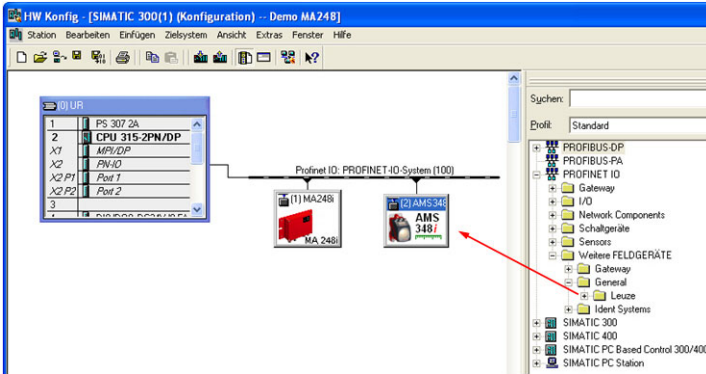 HW Konfig - [SIMATIC 300(1) (Konfiguration) -- Demo MA248]
Station Bearbeiten Einfügen Zielsystem Ansicht Extras Fenster Hilfe
(0) UR
1 PS 307 2A
2 CPU 315-2PN/DP
X1 MPI/DP
X2 PN-IO
X2 P1 Port 1
X2 P2 Port 2
3
Profinet IO: PROFINET-IO-System (100)
(1) MA248i
MA 248i
(2) AMS348
AMS
348i
Suchen:
Profil: Standard
PROFIBUS-DP
PROFIBUS-PA
PROFINET IO
Gateway
I/O
Network Components
Schaltgeräte
Sensors
Weitere FELDGERÄTE
Gateway
General
Leuze
Ident Systems
SIMATIC 300
SIMATIC 400
SIMATIC PC Based Control 300/400
SIMATIC PC Station